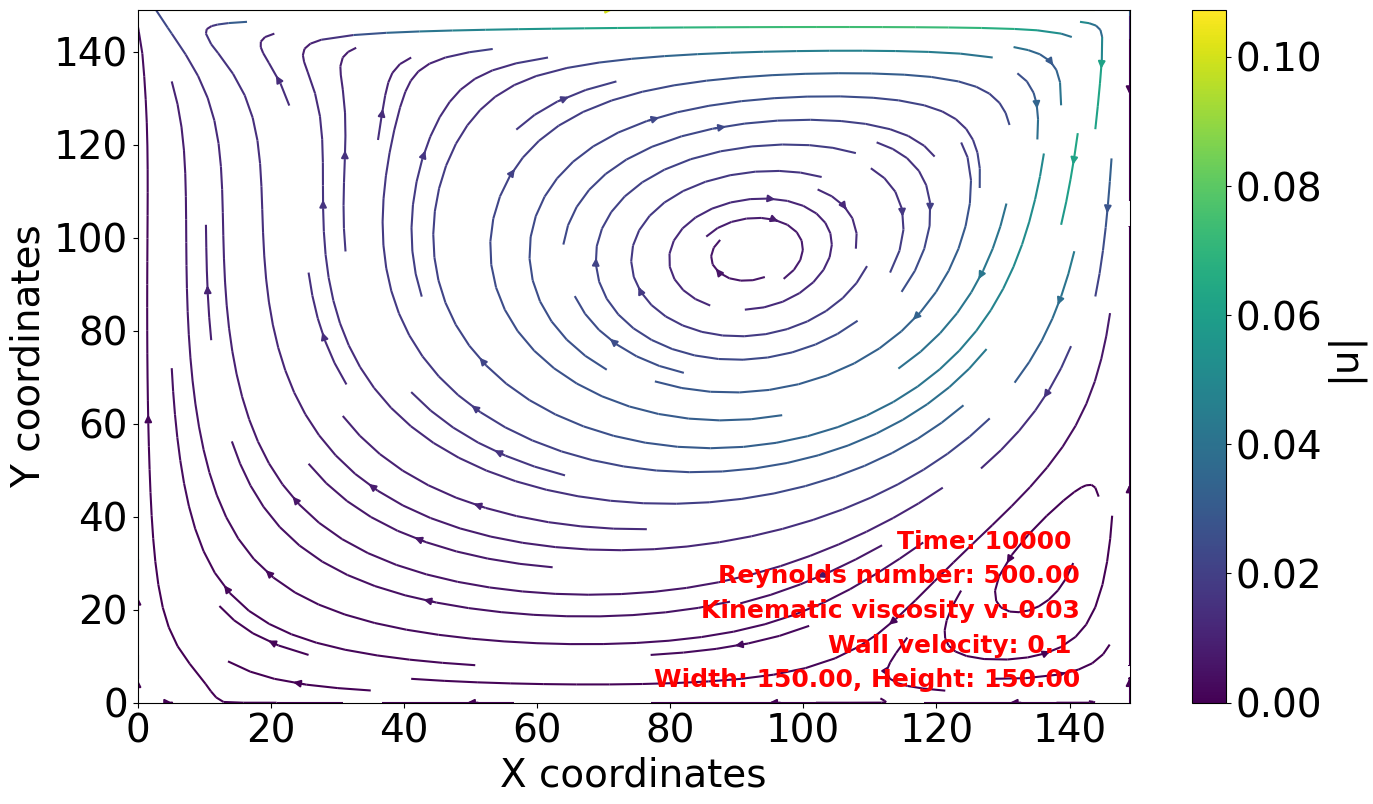 140
120
100
80
60
40
20
0
Y coordinates
0 20 40 60 80 100 120 140
X coordinates
Time: 10000
Reynolds number: 500.00
Kinematic viscosity v: 0.03
Wall velocity: 0.1
Width: 150.00, Height: 150.00
0.10
0.08
0.06
0.04
0.02
0.00
|u|